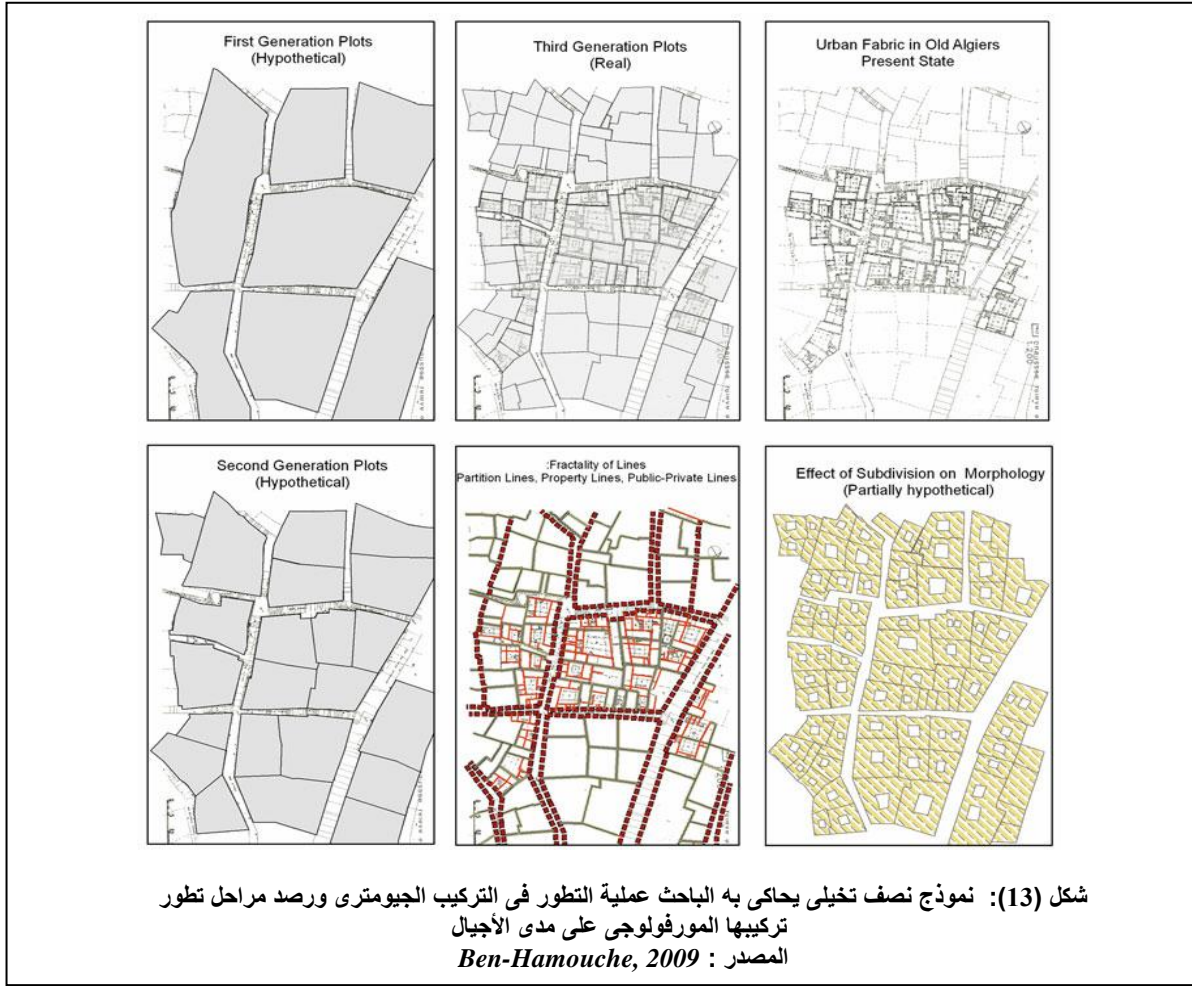 First Generation Plots
(Hypothetical)
Third Generation Plots
(Real)
Urban Fabric in Old Algiers
Present State
Second Generation Plots
(Hypothetical)
:Fractality of Lines
Partition Lines, Property Lines, Public-Private Lines
Effect of Subdivision on Morphology
(Partially hypothetical)
شكل (13): نموذج نصف تخيلى يحاكى به الباحث عملية التطور فى التركيب الجيومترى ورصد مراحل تطور
تركيبها المورفولوجى على مدى الأجيال
المصدر : Ben-Hamouche, 2009